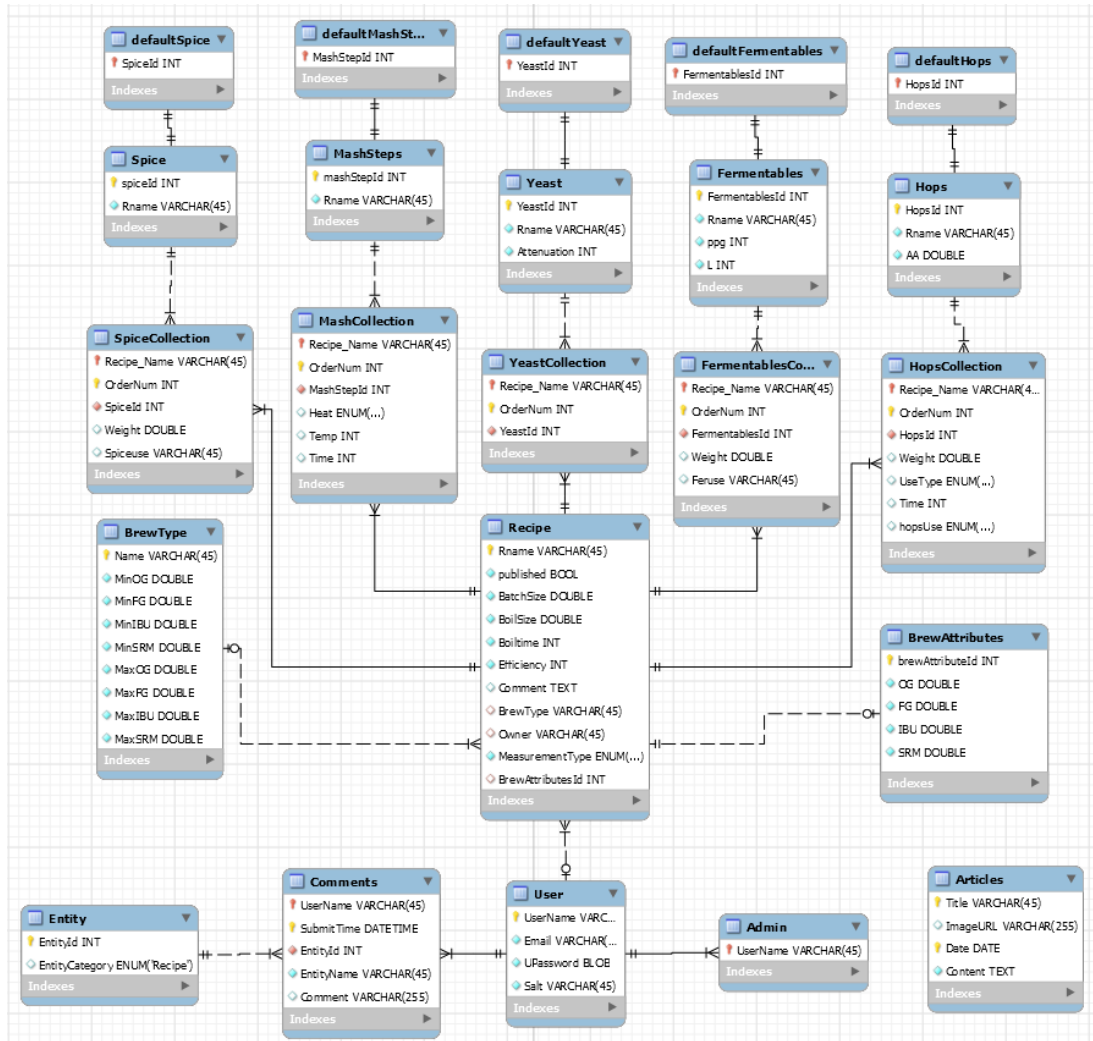 defaultSpice
SpiceId INT
Indexes
defaultMashSt...
MashStepId INT
Indexes
defaultYeast
YeastId INT
Indexes
defaultFermentables
FermentablesId INT
Indexes
defaultHops
HopsId INT
Indexes
Spice
spiceId INT
Rname VARCHAR(45)
Indexes
MashSteps
mashStepId INT
Rname VARCHAR(45)
Indexes
Yeast
YeastId INT
Rname VARCHAR(45)
Attenuation INT
Indexes
Fermentables
FermentablesId INT
Rname VARCHAR(45)
ppg INT
L INT
Indexes
Hops
HopsId INT
Rname VARCHAR(45)
AA DOUBLE
Indexes
SpiceCollection
Recipe_Name VARCHAR(45)
OrderNum INT
SpiceId INT
Weight DOUBLE
Spiceuse VARCHAR(45)
Indexes
MashCollection
Recipe_Name VARCHAR(45)
OrderNum INT
MashStepId INT
Heat ENUM(...)
Temp INT
Time INT
Indexes
YeastCollection
Recipe_Name VARCHAR(45)
OrderNum INT
YeastId INT
Indexes
FermentablesCo...
Recipe_Name VARCHAR(45)
OrderNum INT
FermentablesId INT
Weight DOUBLE
Feruse VARCHAR(45)
Indexes
HopsCollection
Recipe_Name VARCHAR(4...
OrderNum INT
HopsId INT
Weight DOUBLE
UseType ENUM(...)
Time INT
hopsUse ENUM(...)
Indexes
BrewType
Name VARCHAR(45)
MinOG DOUBLE
MinFG DOUBLE
MinIBU DOUBLE
MinSRM DOUBLE
MaxOG DOUBLE
MaxFG DOUBLE
MaxIBU DOUBLE
MaxSRM DOUBLE
Indexes
Recipe
Rname VARCHAR(45)
published BOOL
BatchSize DOUBLE
BoilSize DOUBLE
Boiltime INT
Efficiency INT
Comment TEXT
BrewType VARCHAR(45)
Owner VARCHAR(45)
MeasurementType ENUM(...)
BrewAttributesId INT
Indexes
BrewAttributes
brewAttributeId INT
OG DOUBLE
FG DOUBLE
IBU DOUBLE
SRM DOUBLE
Indexes
Entity
EntityId INT
EntityCategory ENUM('Recipe')
Indexes
Comments
UserName VARCHAR(45)
SubmitTime DATETIME
EntityId INT
EntityName VARCHAR(45)
Comment VARCHAR(255)
Indexes
User
UserName VARC...
Email VARCHAR(...
UPassword BLOB
Salt VARCHAR(45)
Indexes
Admin
UserName VARCHAR(45)
Indexes
Articles
Title VARCHAR(45)
ImageURL VARCHAR(255)
Date DATE
Content TEXT
Indexes